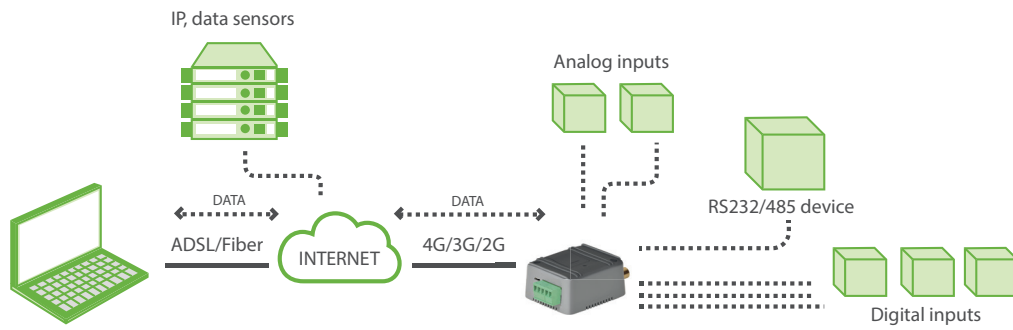 IP, data sensors
Analog inputs
RS232/485 device
DATA
DATA
ADSL/Fiber
INTERNET
4G/3G/2G
Digital inputs